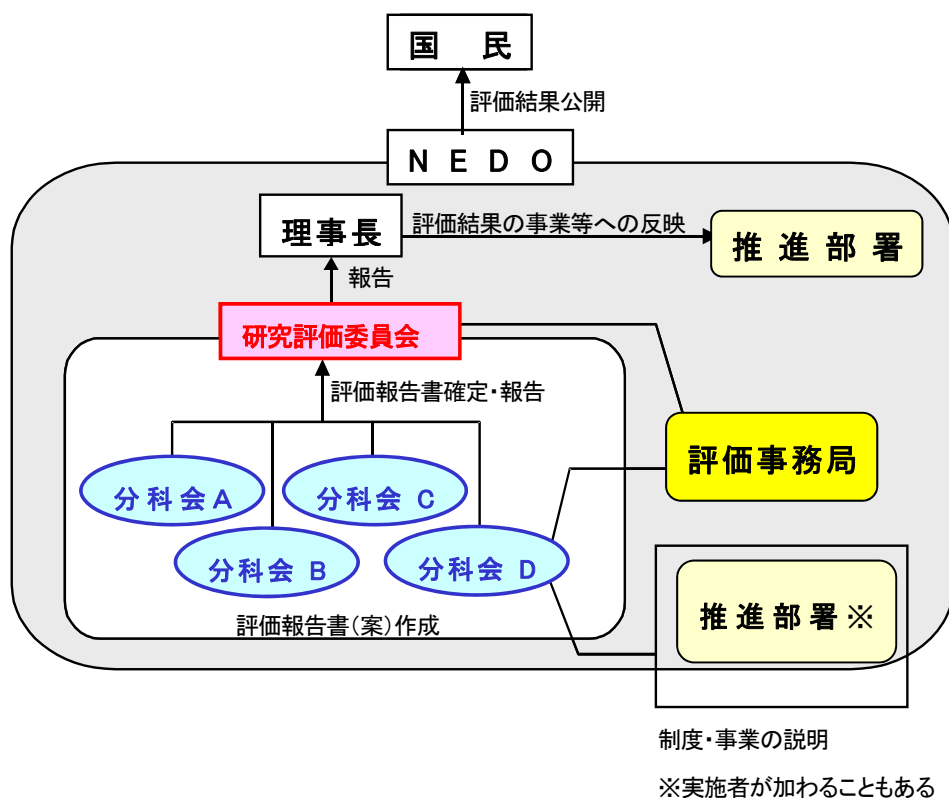 国　民
評価結果公開
ＮＥＤＯ
理事長
評価結果の事業等への反映
推進部署
報告
研究評価委員会
評価報告書確定・報告
評価事務局
分科会A
分科会 C
分科会 B
分科会 D
推進部署※
評価報告書（案）作成
制度・事業の説明
※実施者が加わることもある